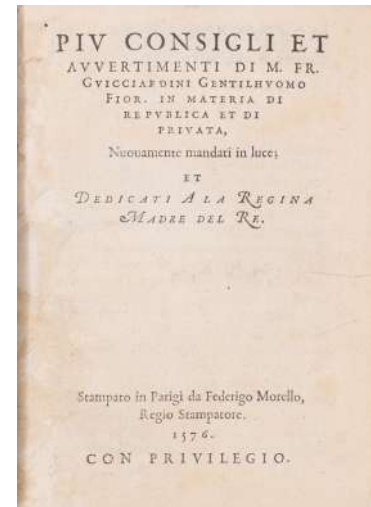 PIV CONSIGLI ET
AVVERTIMENTI DI M. FR.
GVICCIARDINI GENTILHVOMO
FIOR. IN MATERIA DI
REPVBLICA ET DI
PRIVATA,
Nuouamente mandati in luce;
ET
DEDICATI A LA REGINA
MADRE DEL RE.
Stampato in Parigi da Federigo Morello,
Regio Stampatore.
1576.
CON PRIVILEGIO.